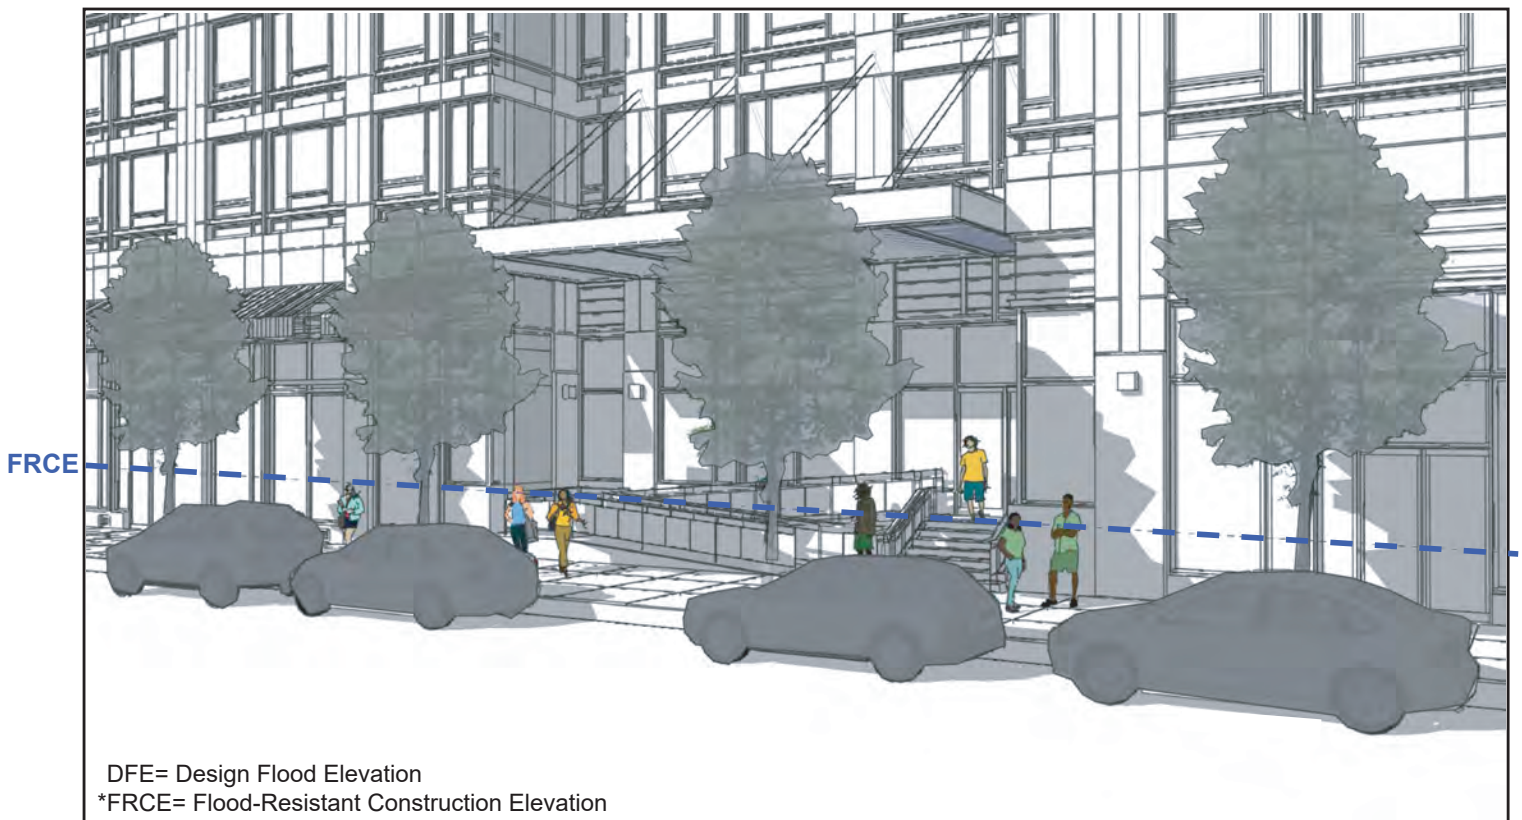 FRCE
DFE= Design Flood Elevation
*FRCE= Flood-Resistant Construction Elevation